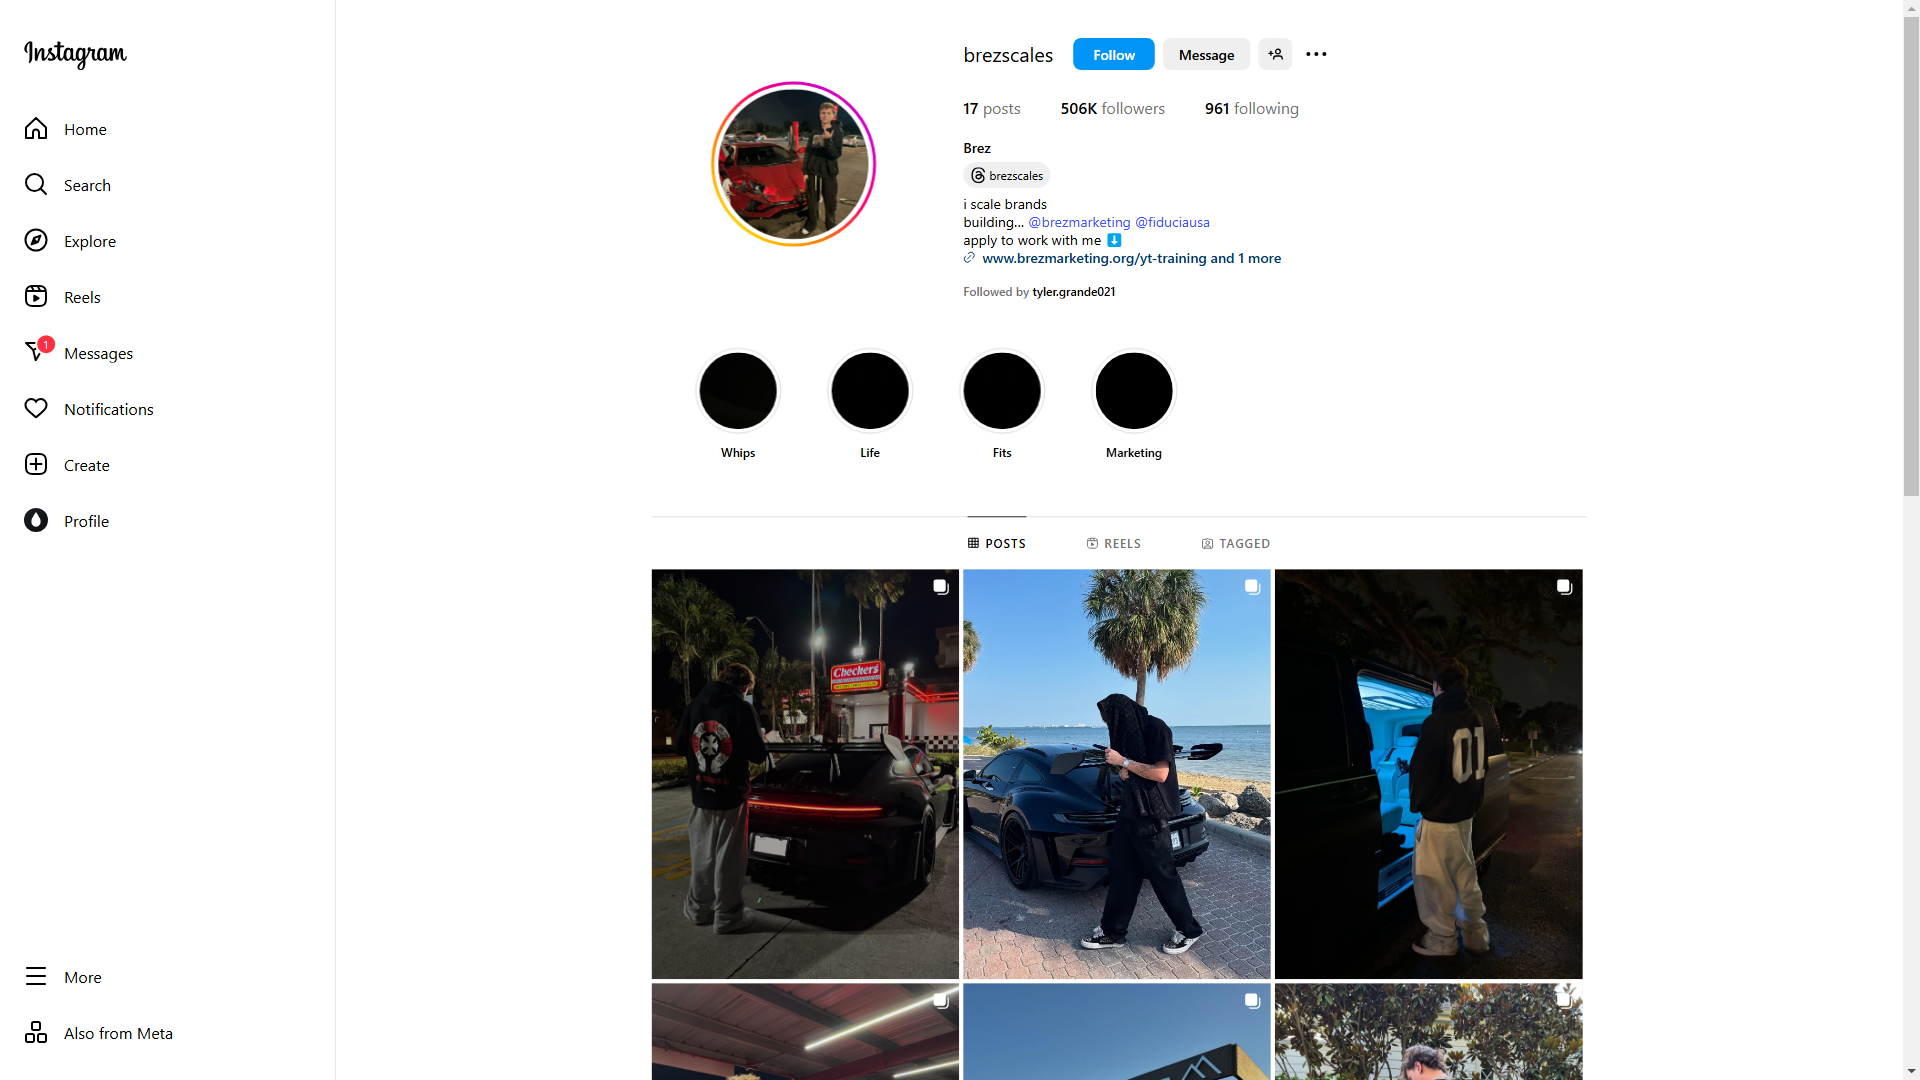 Instagram
Home
Search
Explore
Reels
1
Messages
Notifications
Create
Profile
More
Also from Meta
brezscales
Follow
Message
17 posts
506K followers
961 following
Brez
brezscales
i scale brands
building... @brezmarketing @fiduciausa
apply to work with me
www.brezmarketing.org/yt-training and 1 more
Followed by tyler.grande021
Whips
Life
Fits
Marketing
POSTS
REELS
TAGGED
Checkers
01